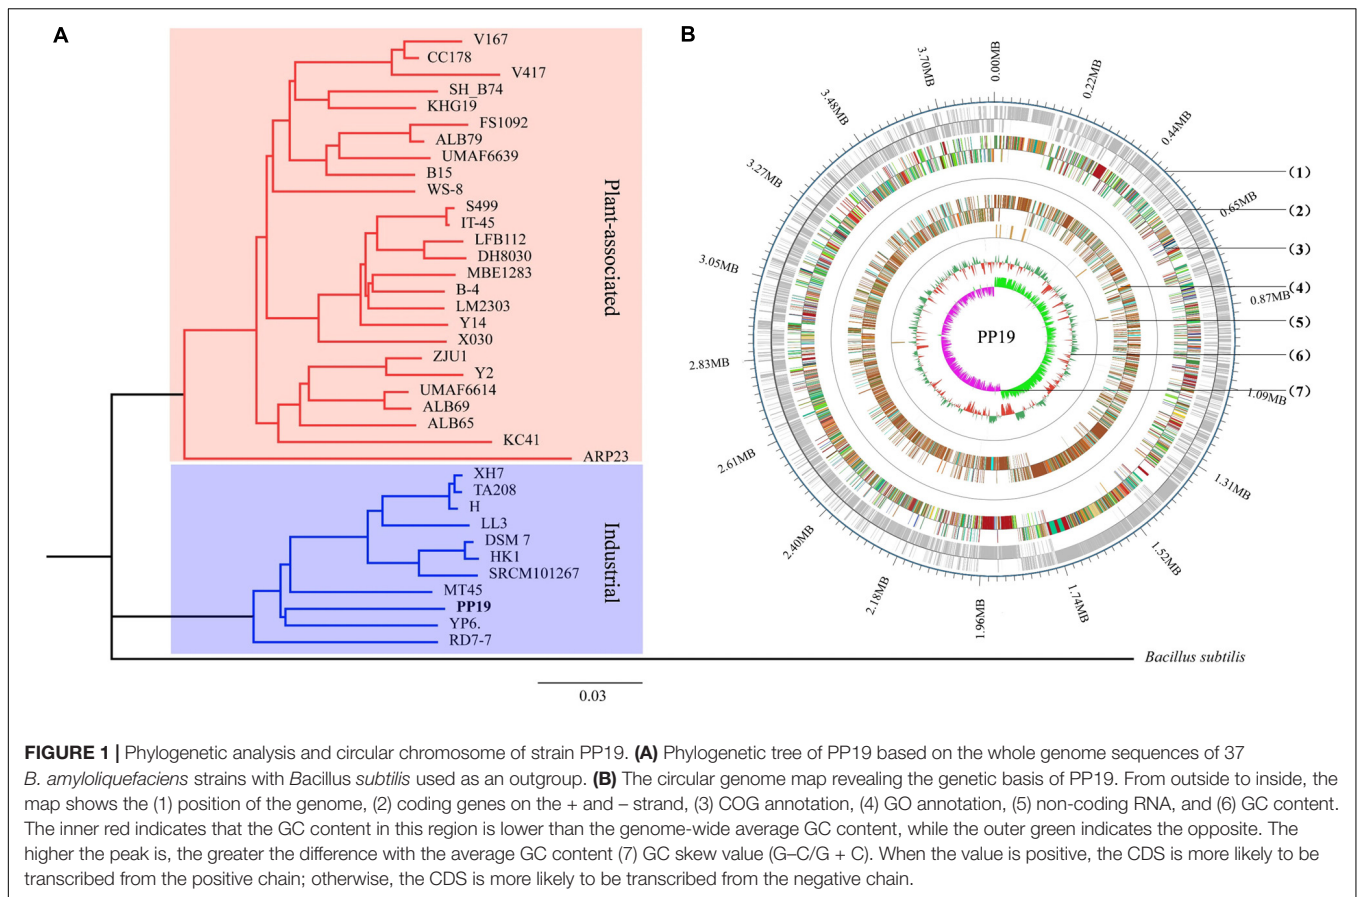 A
V167
CC178
V417
SH_B74
KHG19
FS1092
ALB79
UMAF6639
B15
WS-8
S499
IT-45
LFB112
DH8030
MBE1283
B-4
LM2303
Y14
X030
ZJU1
Y2
UMAF6614
ALB69
ALB65
KC41
ARP23
Plant-associated
XH7
TA208
H
LL3
DSM 7
HK1
SRCM101267
MT45
PP19
YP6.
RD7-7
Industrial
Bacillus subtilis
0.03
B
0.00MB
0.22MB
0.44MB
0.65MB
0.87MB
1.09MB
1.31MB
1.52MB
1.74MB
1.96MB
2.18MB
2.40MB
2.61MB
2.83MB
3.05MB
3.27MB
3.48MB
3.70MB
PP19
(1)
(2)
(3)
(4)
(5)
(6)
(7)
FIGURE 1 | Phylogenetic analysis and circular chromosome of strain PP19. (A) Phylogenetic tree of PP19 based on the whole genome sequences of 37
B. amyloliquefaciens strains with Bacillus subtilis used as an outgroup. (B) The circular genome map revealing the genetic basis of PP19. From outside to inside, the
map shows the (1) position of the genome, (2) coding genes on the + and – strand, (3) COG annotation, (4) GO annotation, (5) non-coding RNA, and (6) GC content.
The inner red indicates that the GC content in this region is lower than the genome-wide average GC content, while the outer green indicates the opposite. The
higher the peak is, the greater the difference with the average GC content (7) GC skew value (G–C/G + C). When the value is positive, the CDS is more likely to be
transcribed from the positive chain; otherwise, the CDS is more likely to be transcribed from the negative chain.